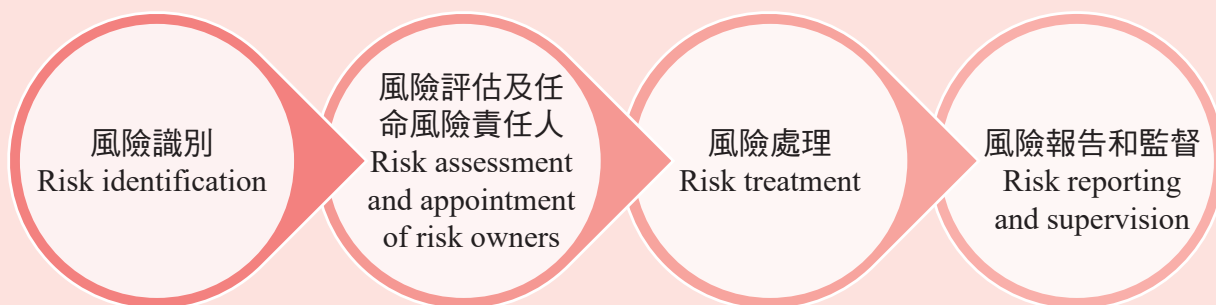 風險識別
Risk identification
風險評估及任
命風險責任人
Risk assessment
and appointment
of risk owners
風險處理
Risk treatment
風險報告和監督
Risk reporting
and supervision